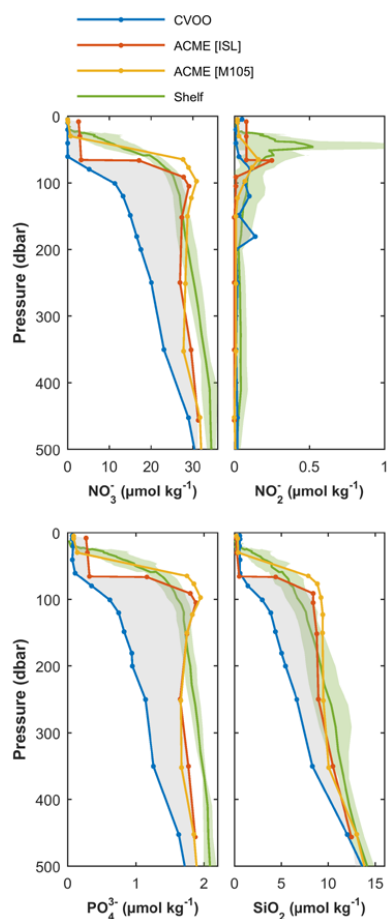 CVOO
ACME [ISL]
ACME [M105]
Shelf
0
100
200
300
400
500
Pressure (dbar)
0 10 20 30
NO₃⁻ (µmol kg⁻¹)
0 0.5 1
NO₂⁻ (µmol kg⁻¹)
0
100
200
300
400
500
Pressure (dbar)
0 1 2
PO₄³⁻ (µmol kg⁻¹)
0 5 10 15
SiO₂ (µmol kg⁻¹)